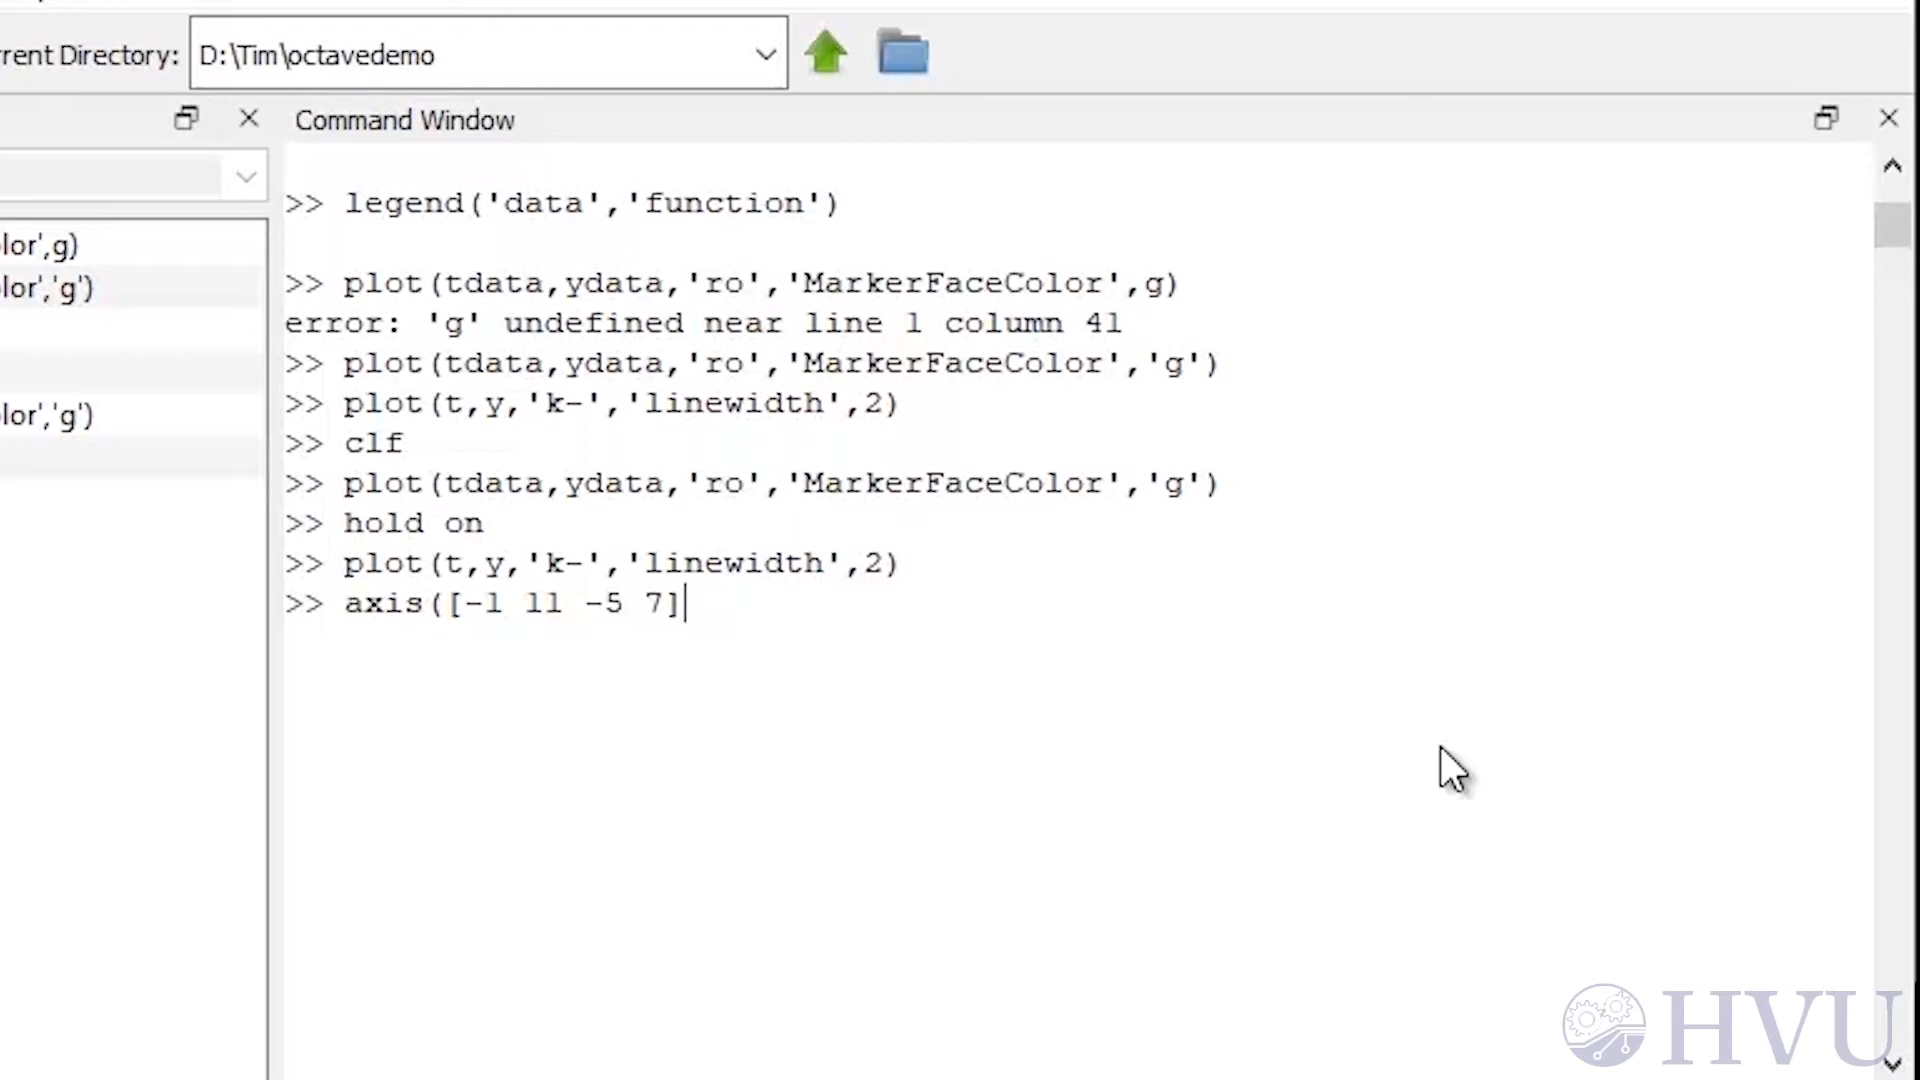 rrent Directory: D:\Tim\octavedemo
Command Window
lor',g)
lor','g')
lor','g')
>> legend('data','function')
>> plot(tdata,ydata,'ro','MarkerFaceColor',g)
error: 'g' undefined near line 1 column 41
>> plot(tdata,ydata,'ro','MarkerFaceColor','g')
>> plot(t,y,'k-','linewidth',2)
>> clf
>> plot(tdata,ydata,'ro','MarkerFaceColor','g')
>> hold on
>> plot(t,y,'k-','linewidth',2)
>> axis([-1 11 -5 7]
HVU